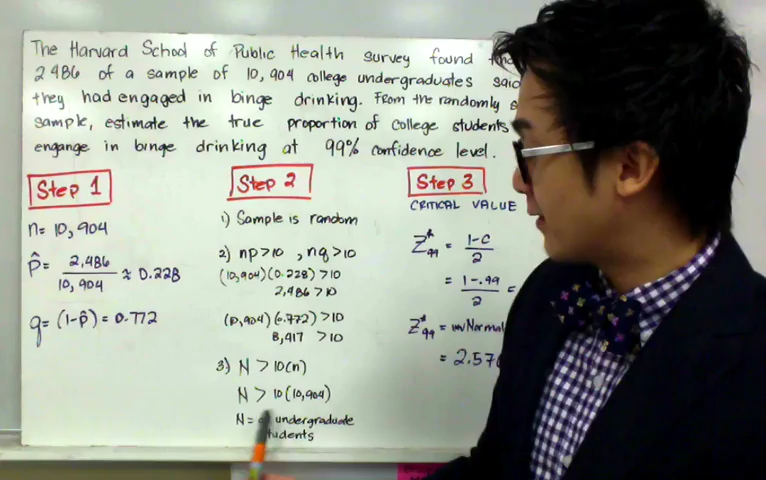 The Harvard School of Public Health survey found
2486 of a sample of 10,904 college undergraduates said
they had engaged in binge drinking. From the randomly
sample, estimate the true proportion of college students
engange in binge drinking at 99% confidence level.
Step 1
n= 10,904
p̂= 2,486/10,904 ≈ 0.228
q= (1-p̂) = 0.772
Step 2
1) Sample is random
2) np>10 , nq>10
(10,904)(0.228) >10
2,486 >10
(10,904)(0.772) >10
8,417 >10
3) N > 10(n)
N > 10(10,904)
N= undergraduate
students
Step 3
CRITICAL VALUE
Z*99 = 1-C/2
= 1-.99/2 =
Z*99 = invNormal
= 2.576